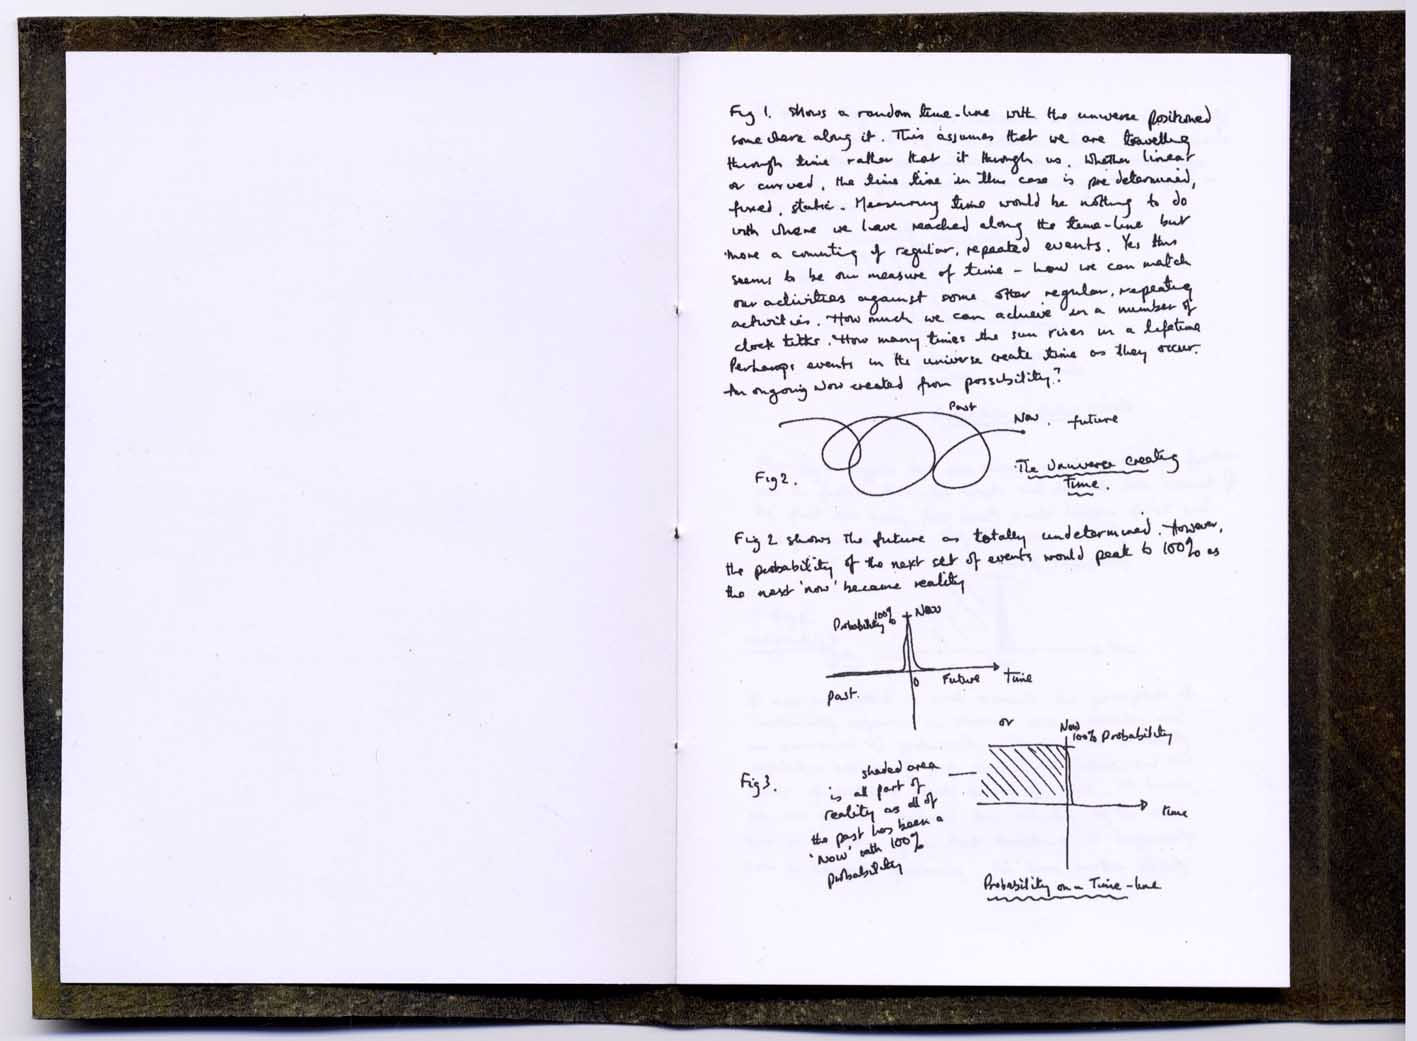 Fig 1. shows a random time-line with the universe positioned
some where along it. This assumes that we are travelling
through time rather that it through us. Whether linear
or curved, the time line in this case is pre determined,
fixed, static. Measuring time would be nothing to do
with where we have reached along the time-line but
more a counting of regular, repeated events. Yes this
seems to be our measure of time - how we can match
our activities against some other regular, repeating
activities. How much we can achieve in a number of
clock ticks. How many times the sun rises in a lifetime
Perhaps events in the universe create time as they occur.
An ongoing Now created from possibility?
Past
Now. future
Fig 2.
The Universe creating
Time.
Fig 2 shows the future as totally undetermined. However,
the probability of the next set of events would peak to 100% as
the next 'now' became reality
Probability 100% Now
Past. 0 Future Time
or
Now
100% Probability
Fig 3.
shaded area
is all part of
reality as all of
the past has been a
'Now' with 100%
probability
time
Probability on a Time-line